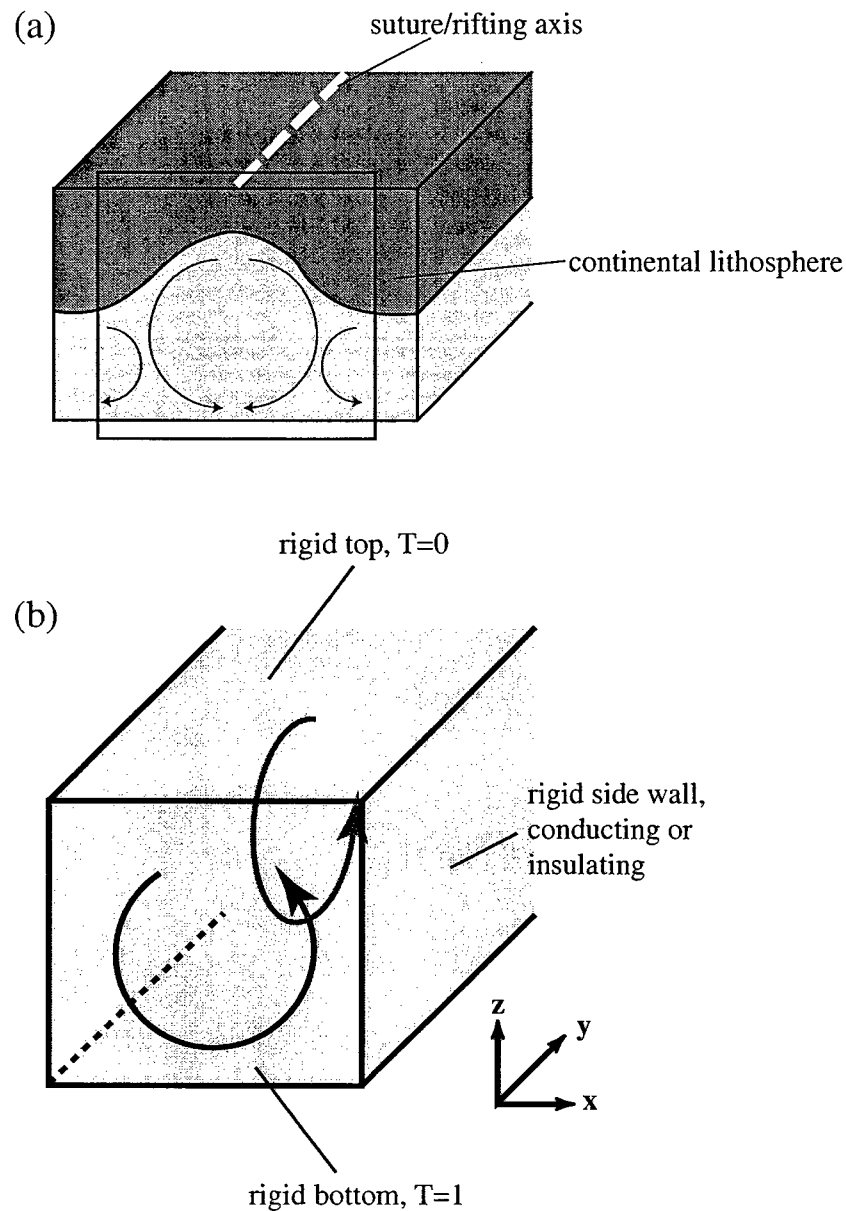 (a)
suture/rifting axis
continental lithosphere
rigid top, T=0
(b)
rigid side wall,
conducting or
insulating
z
y
x
rigid bottom, T=1